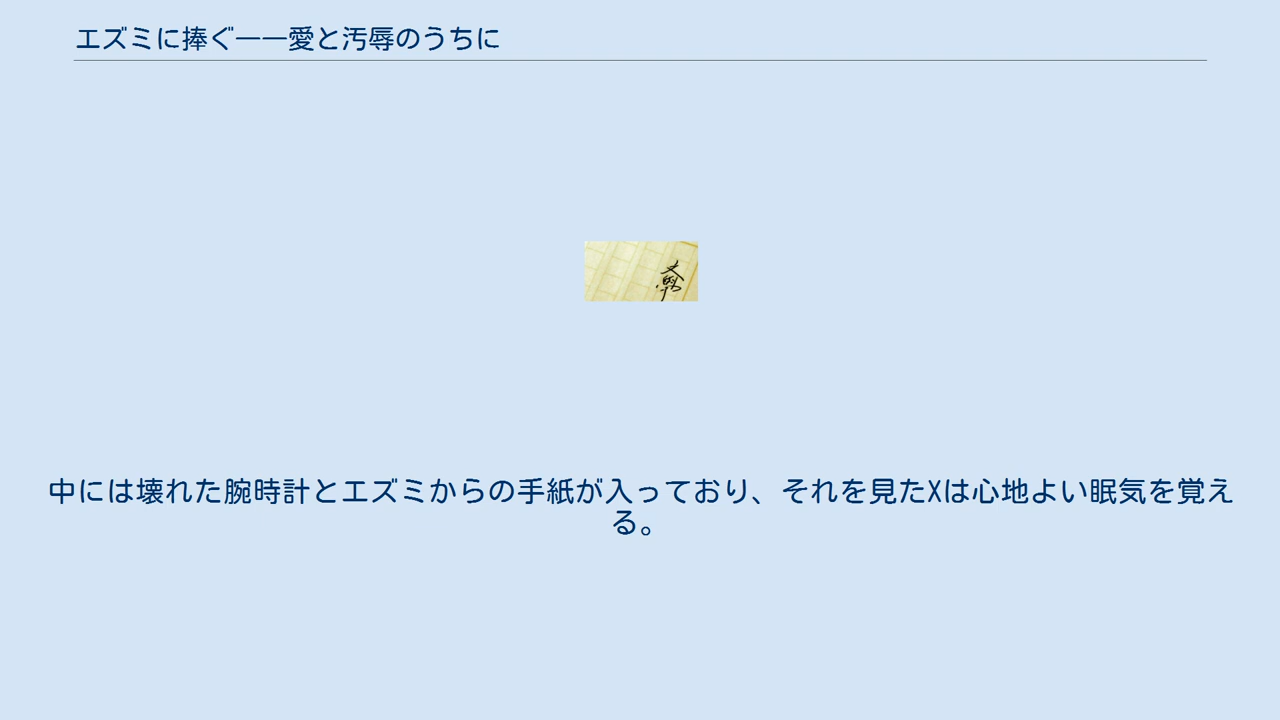 エズミに捧ぐ――愛と汚辱のうちに
中には壊れた腕時計とエズミからの手紙が入っており、それを見たXは心地よい眠気を覚え
る。